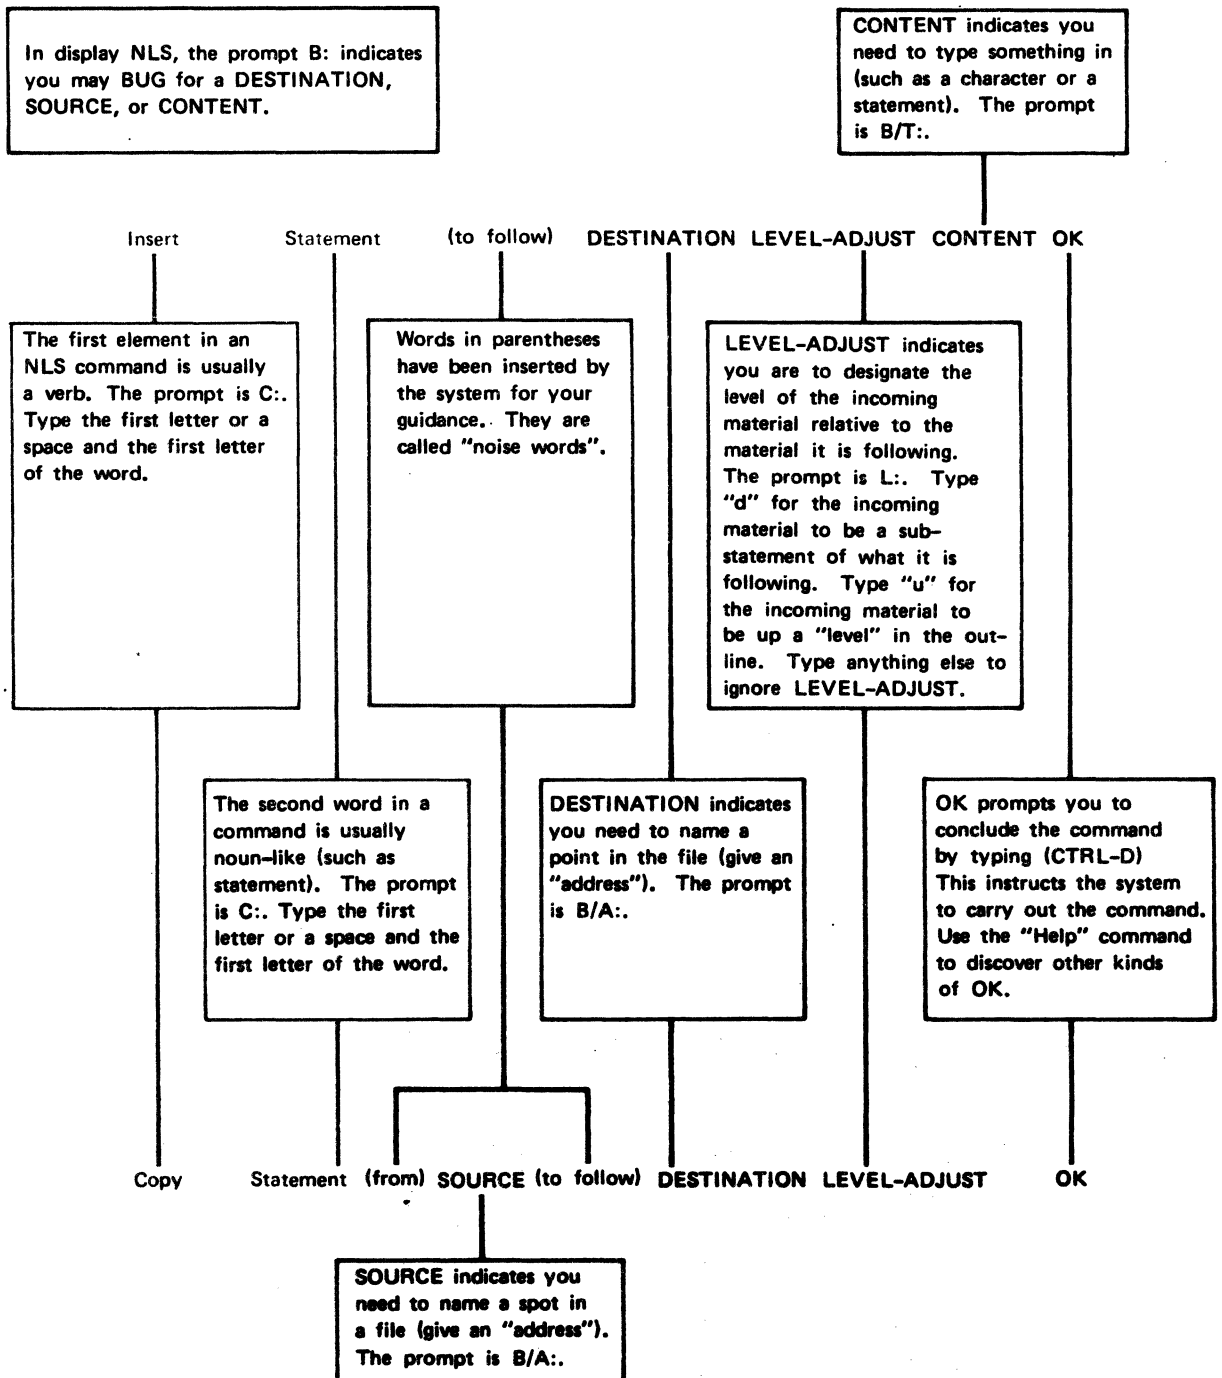 In display NLS, the prompt B: indicates
you may BUG for a DESTINATION,
SOURCE, or CONTENT.
CONTENT indicates you
need to type something in
(such as a character or a
statement). The prompt
is B/T:.
Insert Statement (to follow) DESTINATION LEVEL-ADJUST CONTENT OK
The first element in an
NLS command is usually
a verb. The prompt is C:.
Type the first letter or a
space and the first letter
of the word.
Words in parentheses
have been inserted by
the system for your
guidance. They are
called "noise words".
LEVEL-ADJUST indicates
you are to designate the
level of the incoming
material relative to the
material it is following.
The prompt is L:. Type
"d" for the incoming
material to be a sub-
statement of what it is
following. Type "u" for
the incoming material to
be up a "level" in the out-
line. Type anything else to
ignore LEVEL-ADJUST.
The second word in a
command is usually
noun-like (such as
statement). The prompt
is C:. Type the first
letter or a space and the
first letter of the word.
DESTINATION indicates
you need to name a
point in the file (give an
"address"). The prompt
is B/A:.
OK prompts you to
conclude the command
by typing (CTRL-D)
This instructs the system
to carry out the command.
Use the "Help" command
to discover other kinds
of OK.
Copy Statement (from) SOURCE (to follow) DESTINATION LEVEL-ADJUST OK
SOURCE indicates you
need to name a spot in
a file (give an "address").
The prompt is B/A:.